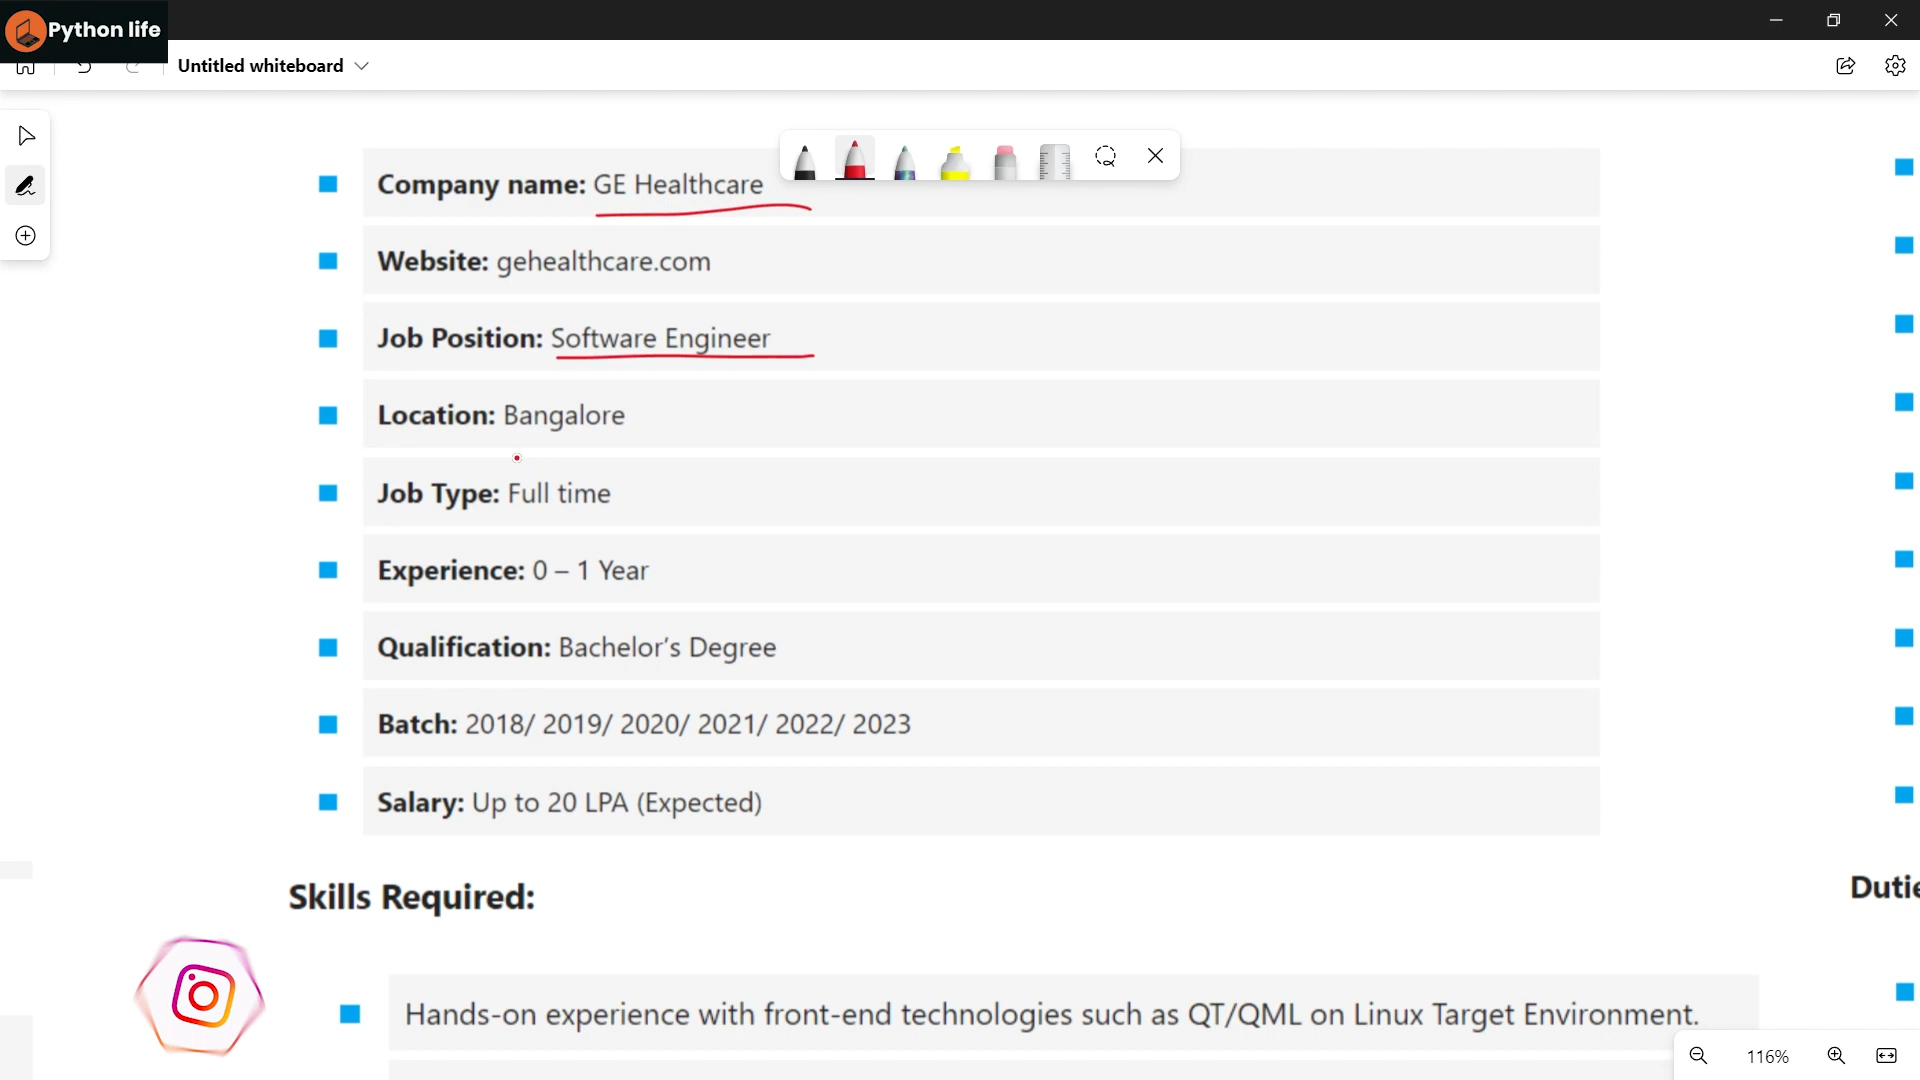 Python life
Untitled whiteboard
Company name: GE Healthcare
Website: gehealthcare.com
Job Position: Software Engineer
Location: Bangalore
Job Type: Full time
Experience: 0 – 1 Year
Qualification: Bachelor’s Degree
Batch: 2018/ 2019/ 2020/ 2021/ 2022/ 2023
Salary: Up to 20 LPA (Expected)
Skills Required:
Hands-on experience with front-end technologies such as QT/QML on Linux Target Environment.
116%